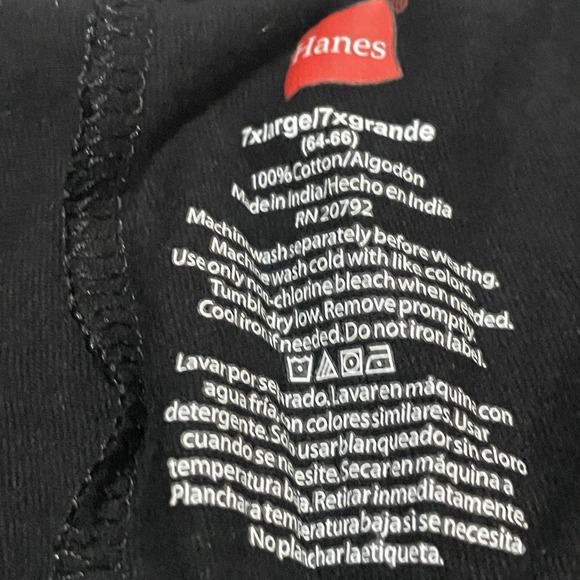 Hanes
7xlarge/7xgrande
(64-66)
100% Cotton/Algodón
Made in India/Hecho en India
RN 20792
Machine wash separately before wearing.
Machine wash cold with like colors.
Use only non-chlorine bleach when needed.
Tumble dry low. Remove promptly.
Cool iron if needed. Do not iron label.
Lavar por separado. Lavar en máquina con
agua fría, con colores similares. Usar
detergente. Sólo usar blanqueador sin cloro
cuando se necesite. Secar en máquina a
temperatura baja. Retirar inmediatamente.
Planchar a temperatura baja si se necesita
No planchar la etiqueta.